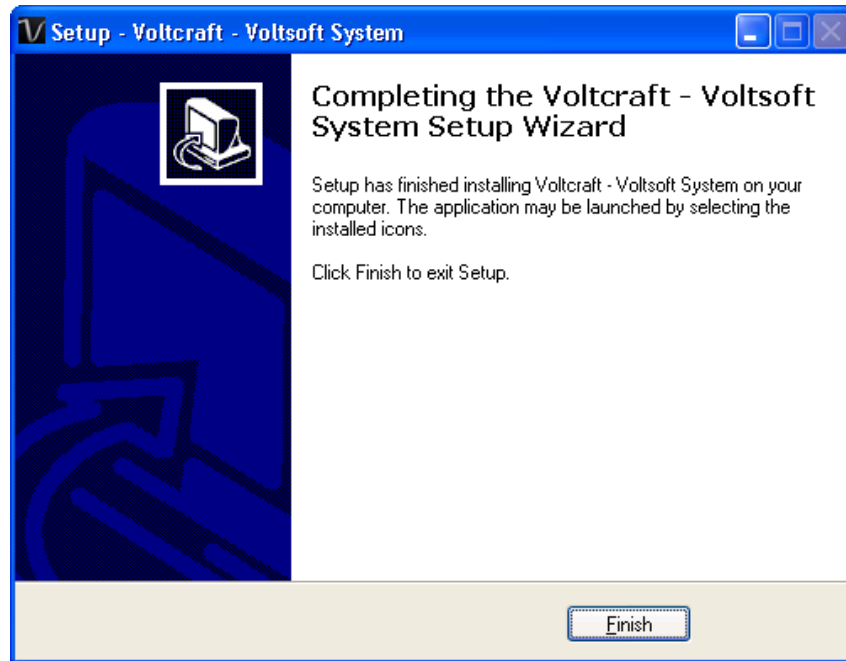 Setup - Voltcraft - Voltsoft System
Completing the Voltcraft - Voltsoft
System Setup Wizard
Setup has finished installing Voltcraft - Voltsoft System on your
computer. The application may be launched by selecting the
installed icons.
Click Finish to exit Setup.
Finish